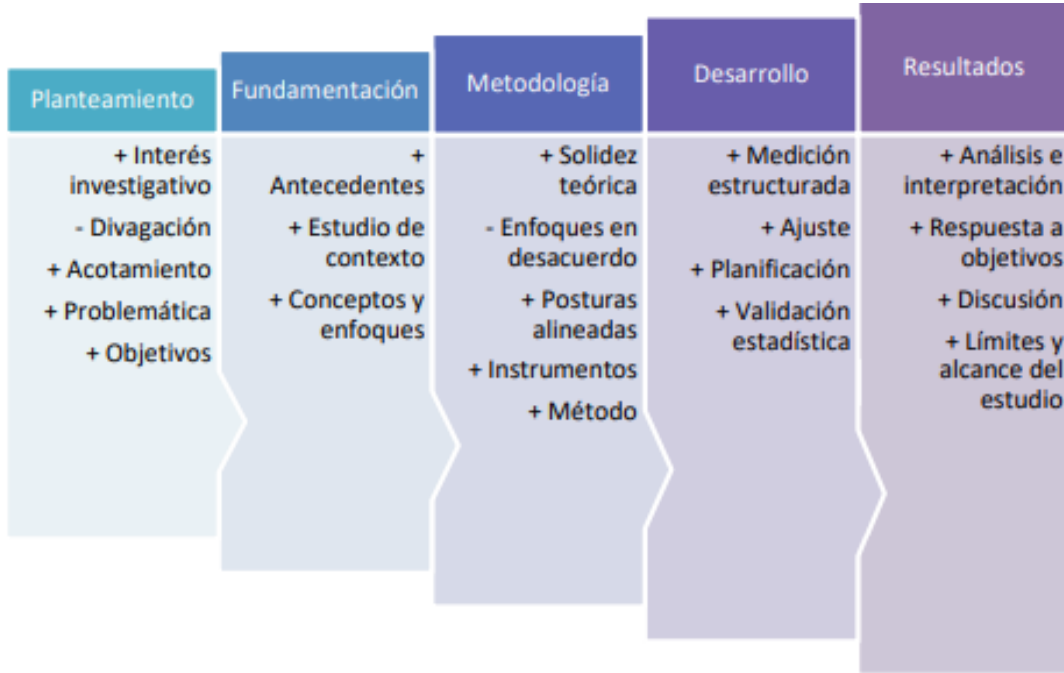 Planteamiento
+ Interés
investigativo
- Divagación
+ Acotamiento
+ Problemática
+ Objetivos
Fundamentación
+
Antecedentes
+ Estudio de
contexto
+ Conceptos y
enfoques
Metodología
+ Solidez
teórica
- Enfoques en
desacuerdo
+ Posturas
alineadas
+ Instrumentos
+ Método
Desarrollo
+ Medición
estructurada
+ Ajuste
+ Planificación
+ Validación
estadística
Resultados
+ Análisis e
interpretación
+ Respuesta a
objetivos
+ Discusión
+ Límites y
alcance del
estudio